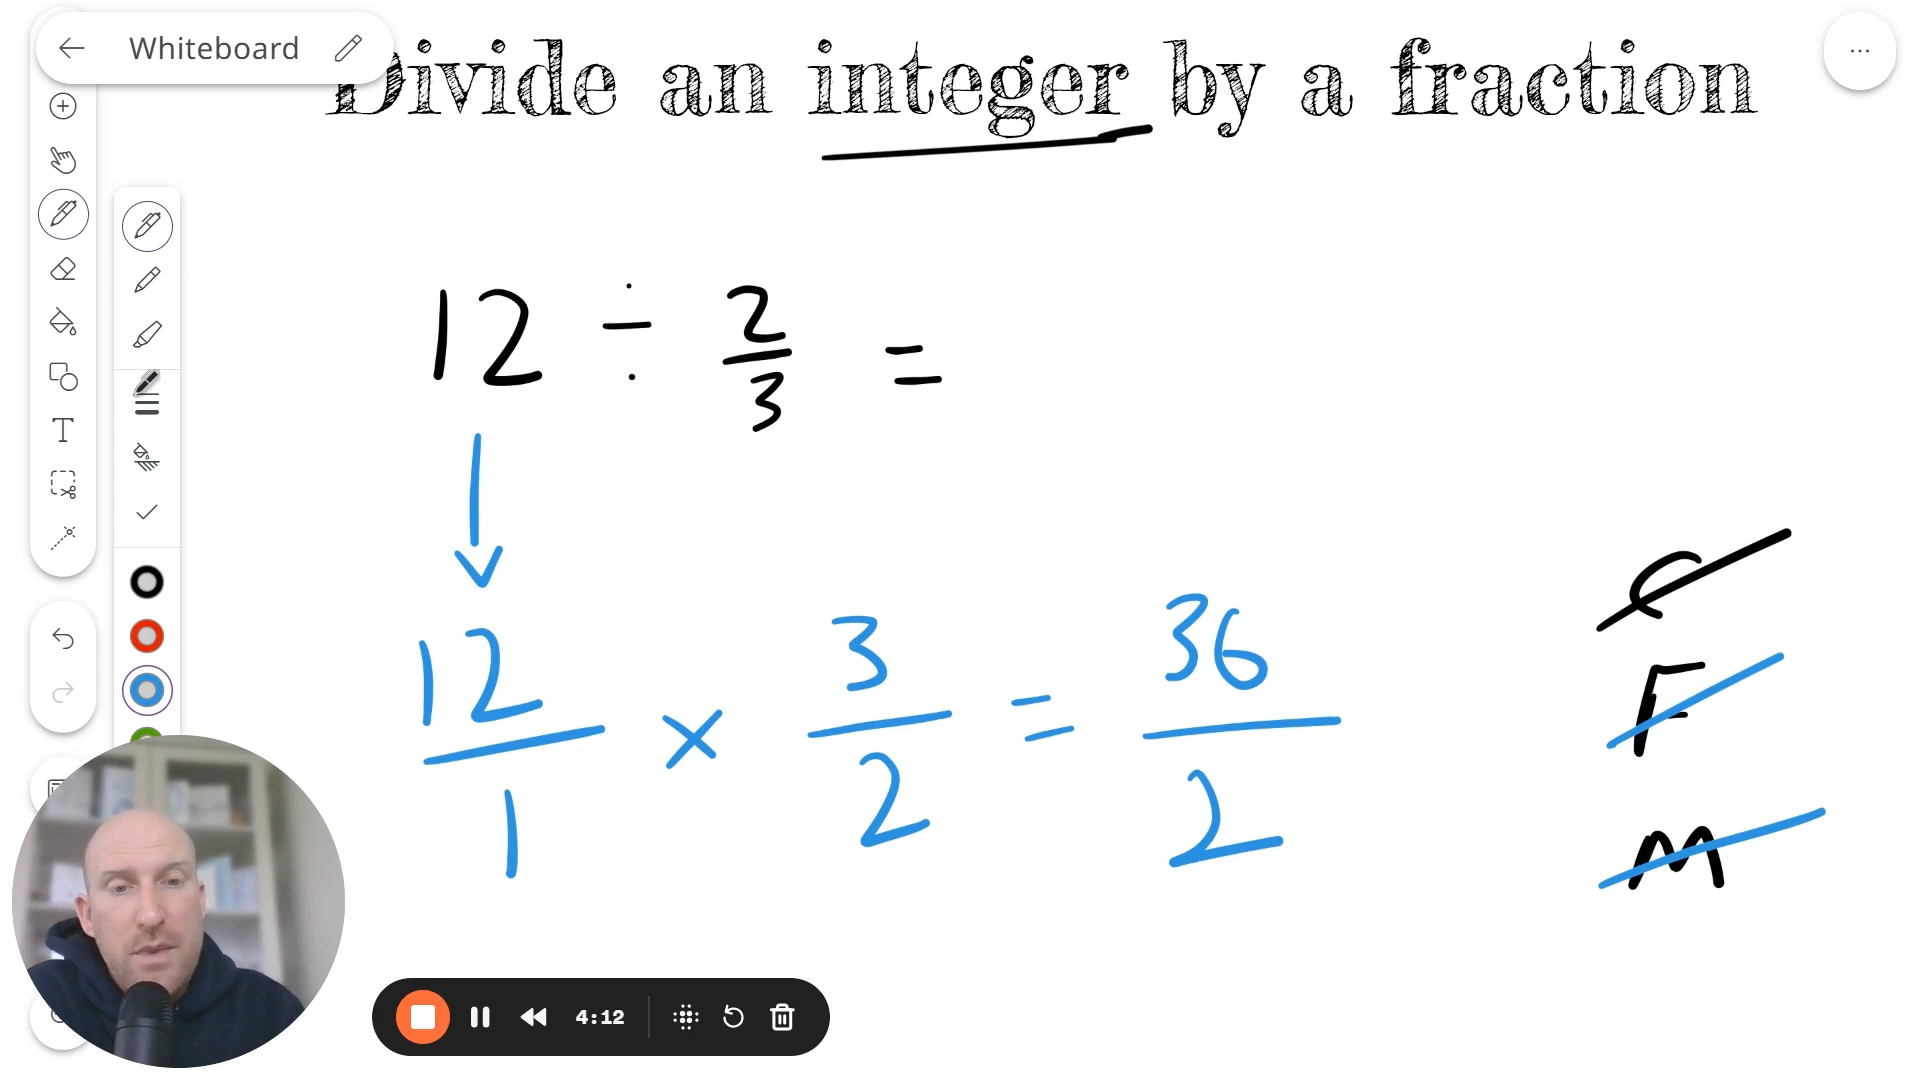 Whiteboard
Divide an integer by a fraction
12 ÷ 2/3 =
12/1 × 3/2 = 36/2
C
F
M
T
4:12